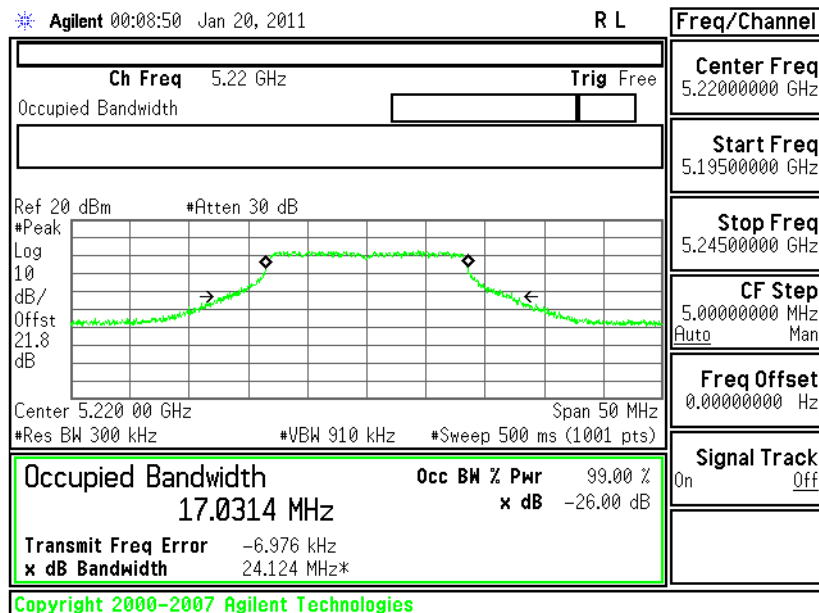 Agilent 00:08:50 Jan 20, 2011 R L
Freq/Channel
Ch Freq 5.22 GHz Trig Free
Occupied Bandwidth
Center Freq
5.22000000 GHz
Start Freq
5.19500000 GHz
Stop Freq
5.24500000 GHz
CF Step
5.00000000 MHz
Auto Man
Freq Offset
0.00000000 Hz
Signal Track
On Off
Ref 20 dBm #Atten 30 dB
#Peak
Log
10
dB/
Offst
21.8
dB
Center 5.220 00 GHz Span 50 MHz
#Res BW 300 kHz #VBW 910 kHz #Sweep 500 ms (1001 pts)
Occupied Bandwidth Occ BW % Pwr 99.00 %
17.0314 MHz x dB -26.00 dB
Transmit Freq Error -6.976 kHz
x dB Bandwidth 24.124 MHz*
Copyright 2000-2007 Agilent Technologies